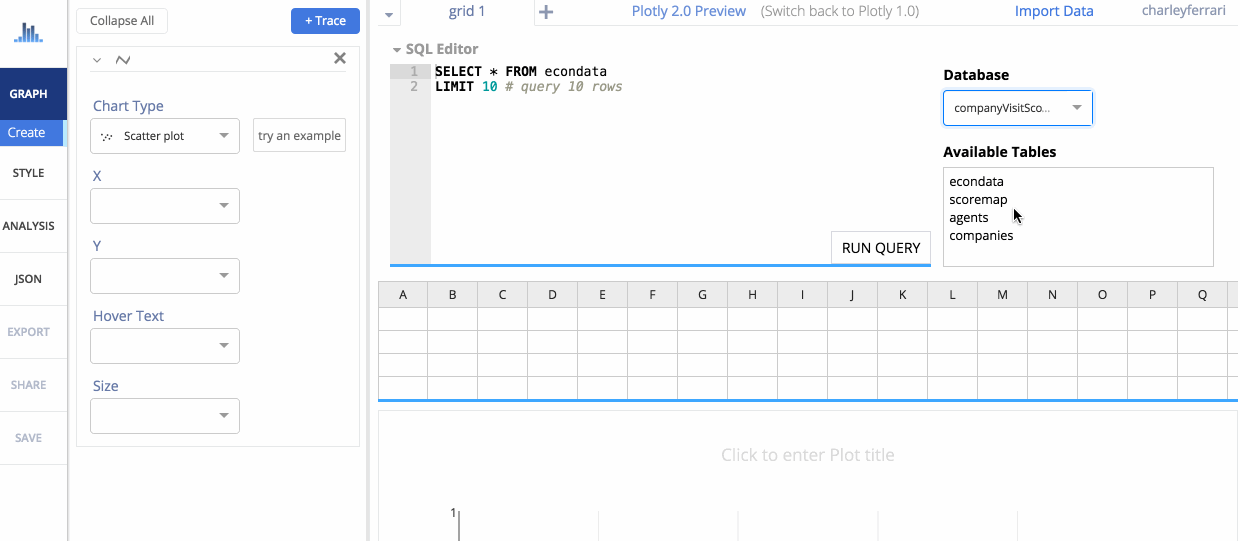 Collapse All
+ Trace
grid 1
Plotly 2.0 Preview (Switch back to Plotly 1.0)
Import Data
charleyferrari
GRAPH
Create
STYLE
ANALYSIS
JSON
EXPORT
SHARE
SAVE
Chart Type
Scatter plot
try an example
X
Y
Hover Text
Size
SQL Editor
1 SELECT * FROM econdata
2 LIMIT 10 # query 10 rows
RUN QUERY
Database
companyVisitSco...
Available Tables
econdata
scoremap
agents
companies
A B C D E F G H I J K L M N O P Q
Click to enter Plot title
1